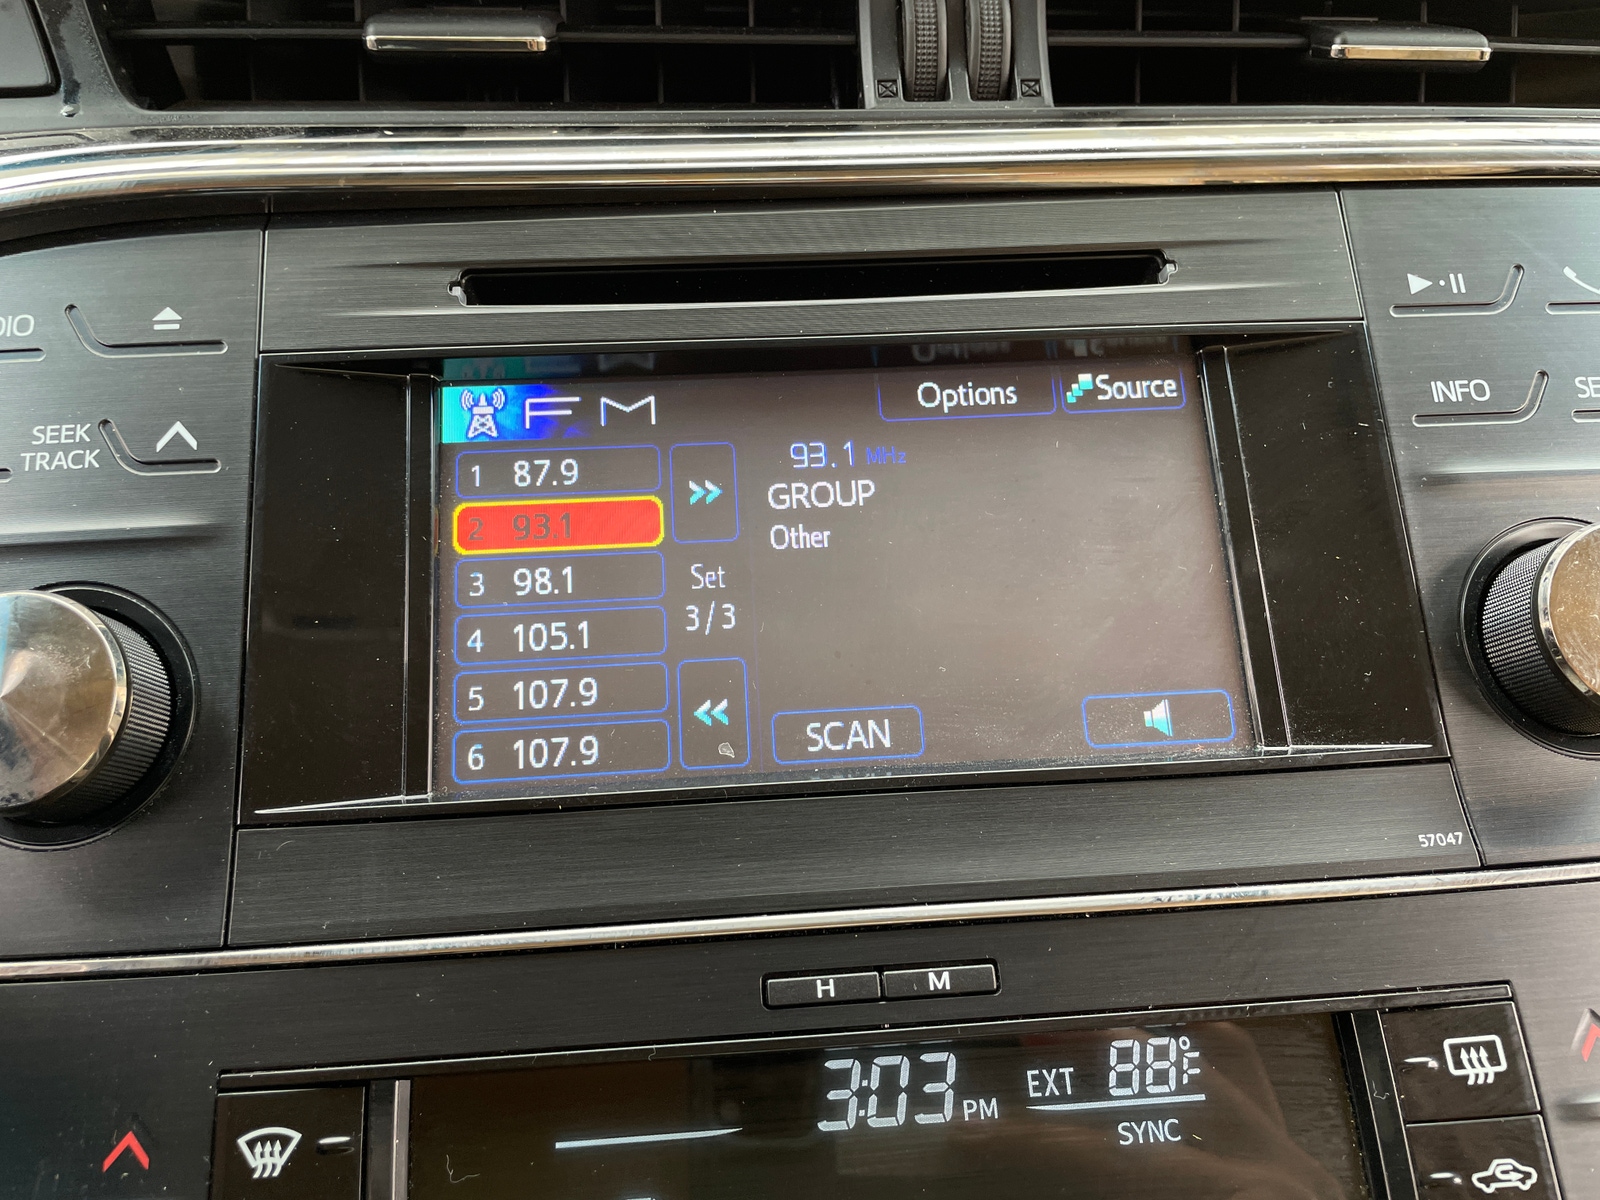 SEEK
TRACK
INFO
FM
Options
Source
1 87.9
2 93.1
3 98.1
4 105.1
5 107.9
6 107.9
Set
3/3
93.1 MHz
GROUP
Other
SCAN
57047
H
M
3:03 PM
EXT 88°F
SYNC